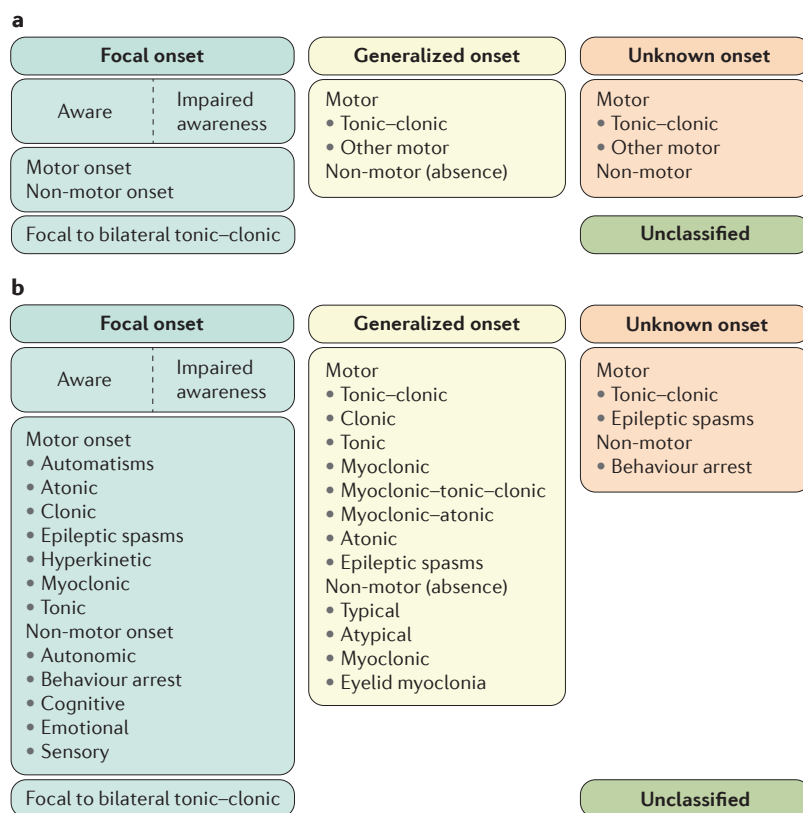 a
Focal onset
Aware
Impaired
awareness
Motor onset
Non-motor onset
Focal to bilateral tonic–clonic
Generalized onset
Motor
• Tonic–clonic
• Other motor
Non-motor (absence)
Unknown onset
Motor
• Tonic–clonic
• Other motor
Non-motor
Unclassified
b
Focal onset
Aware
Impaired
awareness
Motor onset
• Automatisms
• Atonic
• Clonic
• Epileptic spasms
• Hyperkinetic
• Myoclonic
• Tonic
Non-motor onset
• Autonomic
• Behaviour arrest
• Cognitive
• Emotional
• Sensory
Focal to bilateral tonic–clonic
Generalized onset
Motor
• Tonic–clonic
• Clonic
• Tonic
• Myoclonic
• Myoclonic–tonic–clonic
• Myoclonic–atonic
• Atonic
• Epileptic spasms
Non-motor (absence)
• Typical
• Atypical
• Myoclonic
• Eyelid myoclonia
Unknown onset
Motor
• Tonic–clonic
• Epileptic spasms
Non-motor
• Behaviour arrest
Unclassified